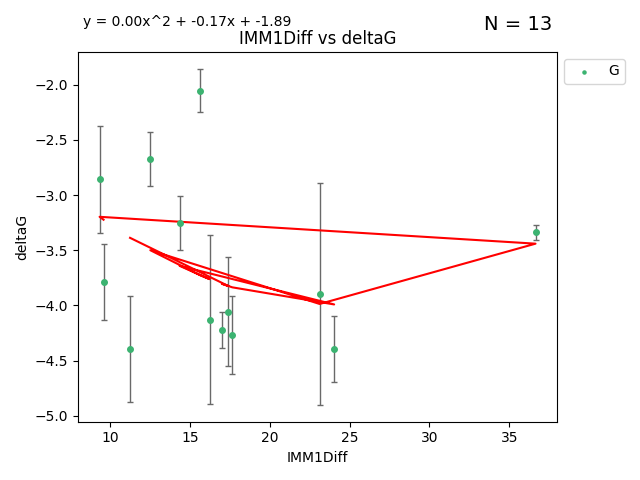 y = 0.00x^2 + -0.17x + -1.89
N = 13
IMM1Diff vs deltaG
G
deltaG
−2.0
−2.5
−3.0
−3.5
−4.0
−4.5
−5.0
10 15 20 25 30 35
IMM1Diff